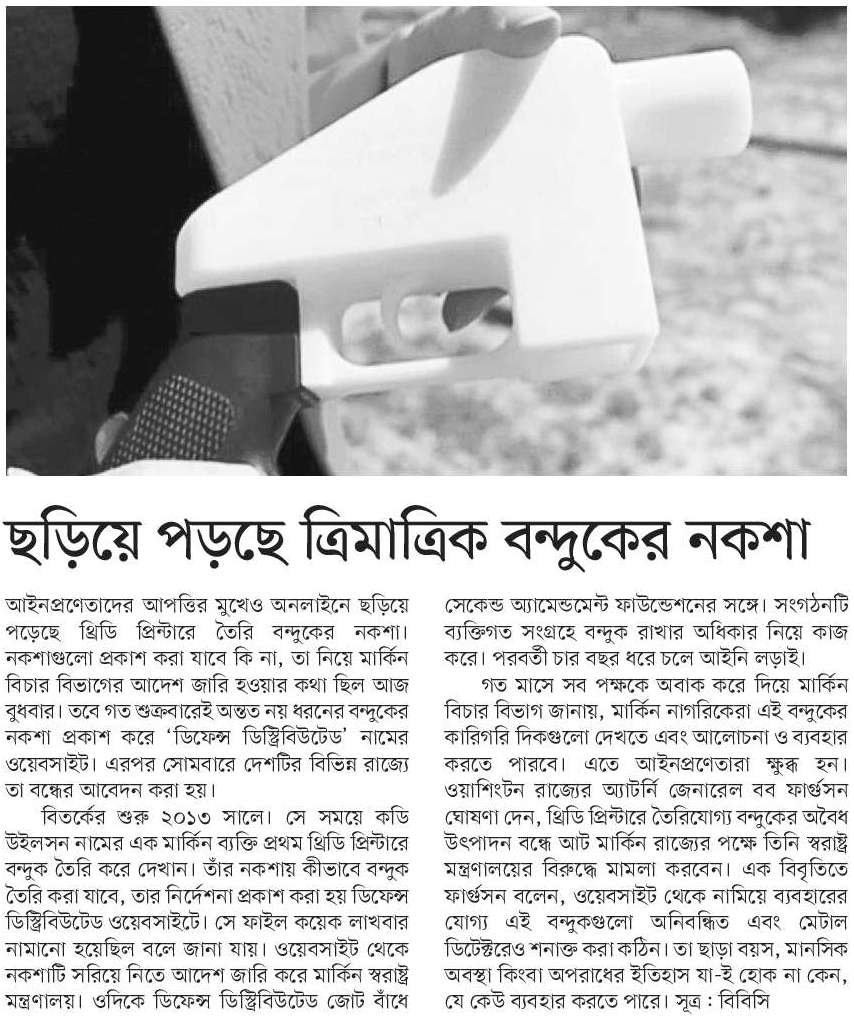 ছড়িয়ে পড়ছে ত্রিমাত্রিক বন্দুকের নকশা
আইনপ্রণেতাদের আপত্তির মুখেও অনলাইনে ছড়িয়ে
পড়েছে থ্রিডি প্রিন্টারে তৈরি বন্দুকের নকশা।
নকশাগুলো প্রকাশ করা যাবে কি না, তা নিয়ে মার্কিন
বিচার বিভাগের আদেশ জারি হওয়ার কথা ছিল আজ
বুধবার। তবে গত শুক্রবারেই অন্তত নয় ধরনের বন্দুকের
নকশা প্রকাশ করে ‘ডিফেন্স ডিস্ট্রিবিউটেড’ নামের
ওয়েবসাইট। এরপর সোমবারে দেশটির বিভিন্ন রাজ্যে
তা বন্ধের আবেদন করা হয়।
বিতর্কের শুরু ২০১৩ সালে। সে সময়ে কডি
উইলসন নামের এক মার্কিন ব্যক্তি প্রথম থ্রিডি প্রিন্টারে
বন্দুক তৈরি করে দেখান। তাঁর নকশায় কীভাবে বন্দুক
তৈরি করা যাবে, তার নির্দেশনা প্রকাশ করা হয় ডিফেন্স
ডিস্ট্রিবিউটেড ওয়েবসাইটে। সে ফাইল কয়েক লাখবার
নামানো হয়েছিল বলে জানা যায়। ওয়েবসাইট থেকে
নকশাটি সরিয়ে নিতে আদেশ জারি করে মার্কিন স্বরাষ্ট্র
মন্ত্রণালয়। ওদিকে ডিফেন্স ডিস্ট্রিবিউটেড জোট বাঁধে
সেকেন্ড অ্যামেন্ডমেন্ট ফাউন্ডেশনের সঙ্গে। সংগঠনটি
ব্যক্তিগত সংগ্রহে বন্দুক রাখার অধিকার নিয়ে কাজ
করে। পরবর্তী চার বছর ধরে চলে আইনি লড়াই।
গত মাসে সব পক্ষকে অবাক করে দিয়ে মার্কিন
বিচার বিভাগ জানায়, মার্কিন নাগরিকেরা এই বন্দুকের
কারিগরি দিকগুলো দেখতে এবং আলোচনা ও ব্যবহার
করতে পারবে। এতে আইনপ্রণেতারা ক্ষুব্ধ হন।
ওয়াশিংটন রাজ্যের অ্যাটর্নি জেনারেল বব ফার্গুসন
ঘোষণা দেন, থ্রিডি প্রিন্টারে তৈরিযোগ্য বন্দুকের অবৈধ
উৎপাদন বন্ধে আট মার্কিন রাজ্যের পক্ষে তিনি স্বরাষ্ট্র
মন্ত্রণালয়ের বিরুদ্ধে মামলা করবেন। এক বিবৃতিতে
ফার্গুসন বলেন, ওয়েবসাইট থেকে নামিয়ে ব্যবহারের
যোগ্য এই বন্দুকগুলো অনিবন্ধিত এবং মেটাল
ডিটেক্টরেও শনাক্ত করা কঠিন। তা ছাড়া বয়স, মানসিক
অবস্থা কিংবা অপরাধের ইতিহাস যা-ই হোক না কেন,
যে কেউ ব্যবহার করতে পারে। সূত্র : বিবিসি